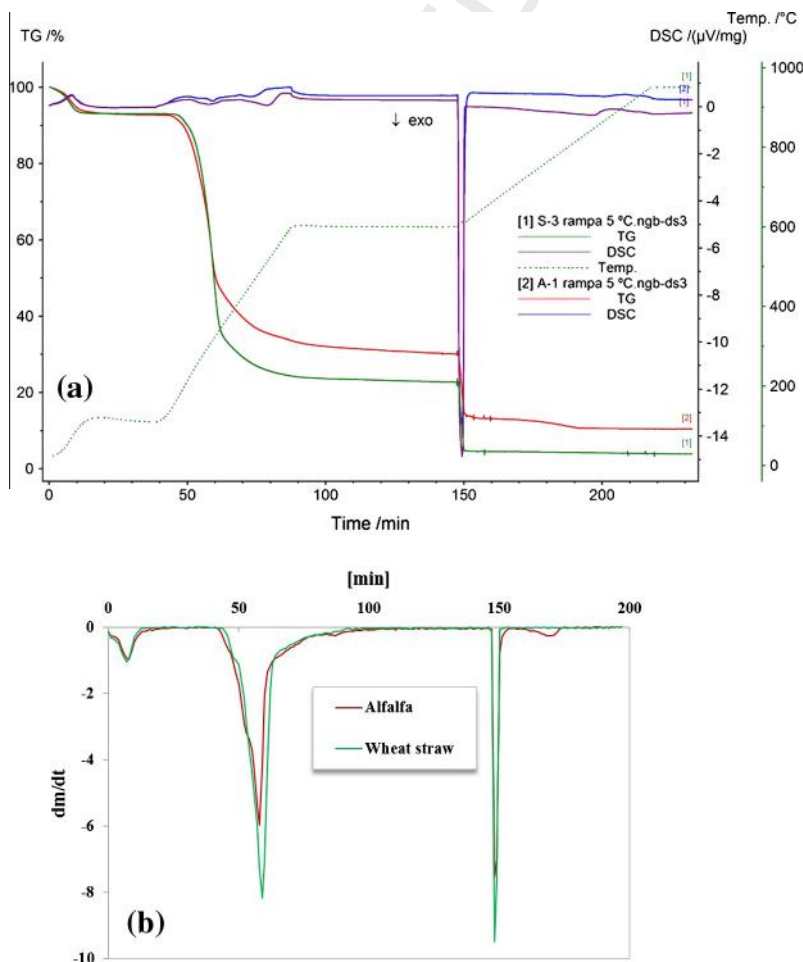 Temp. /°C
TG /%
DSC /(µV/mg)
[1]
1000
100
[2]
0
[1]
↓ exo
-2
80
800
-4
[1] S-3 rampa 5 ºC.ngb-ds3
TG
DSC
Temp.
[2] A-1 rampa 5 ºC.ngb-ds3
TG
DSC
60
-6
600
-8
40
400
-10
(a)
20
-12
200
[2]
-14
[1]
0
0
0
50
100
150
200
Time /min
[min]
0
50
100
150
200
0
-2
Alfalfa
Wheat straw
-4
dm/dt
-6
-8
(b)
-10